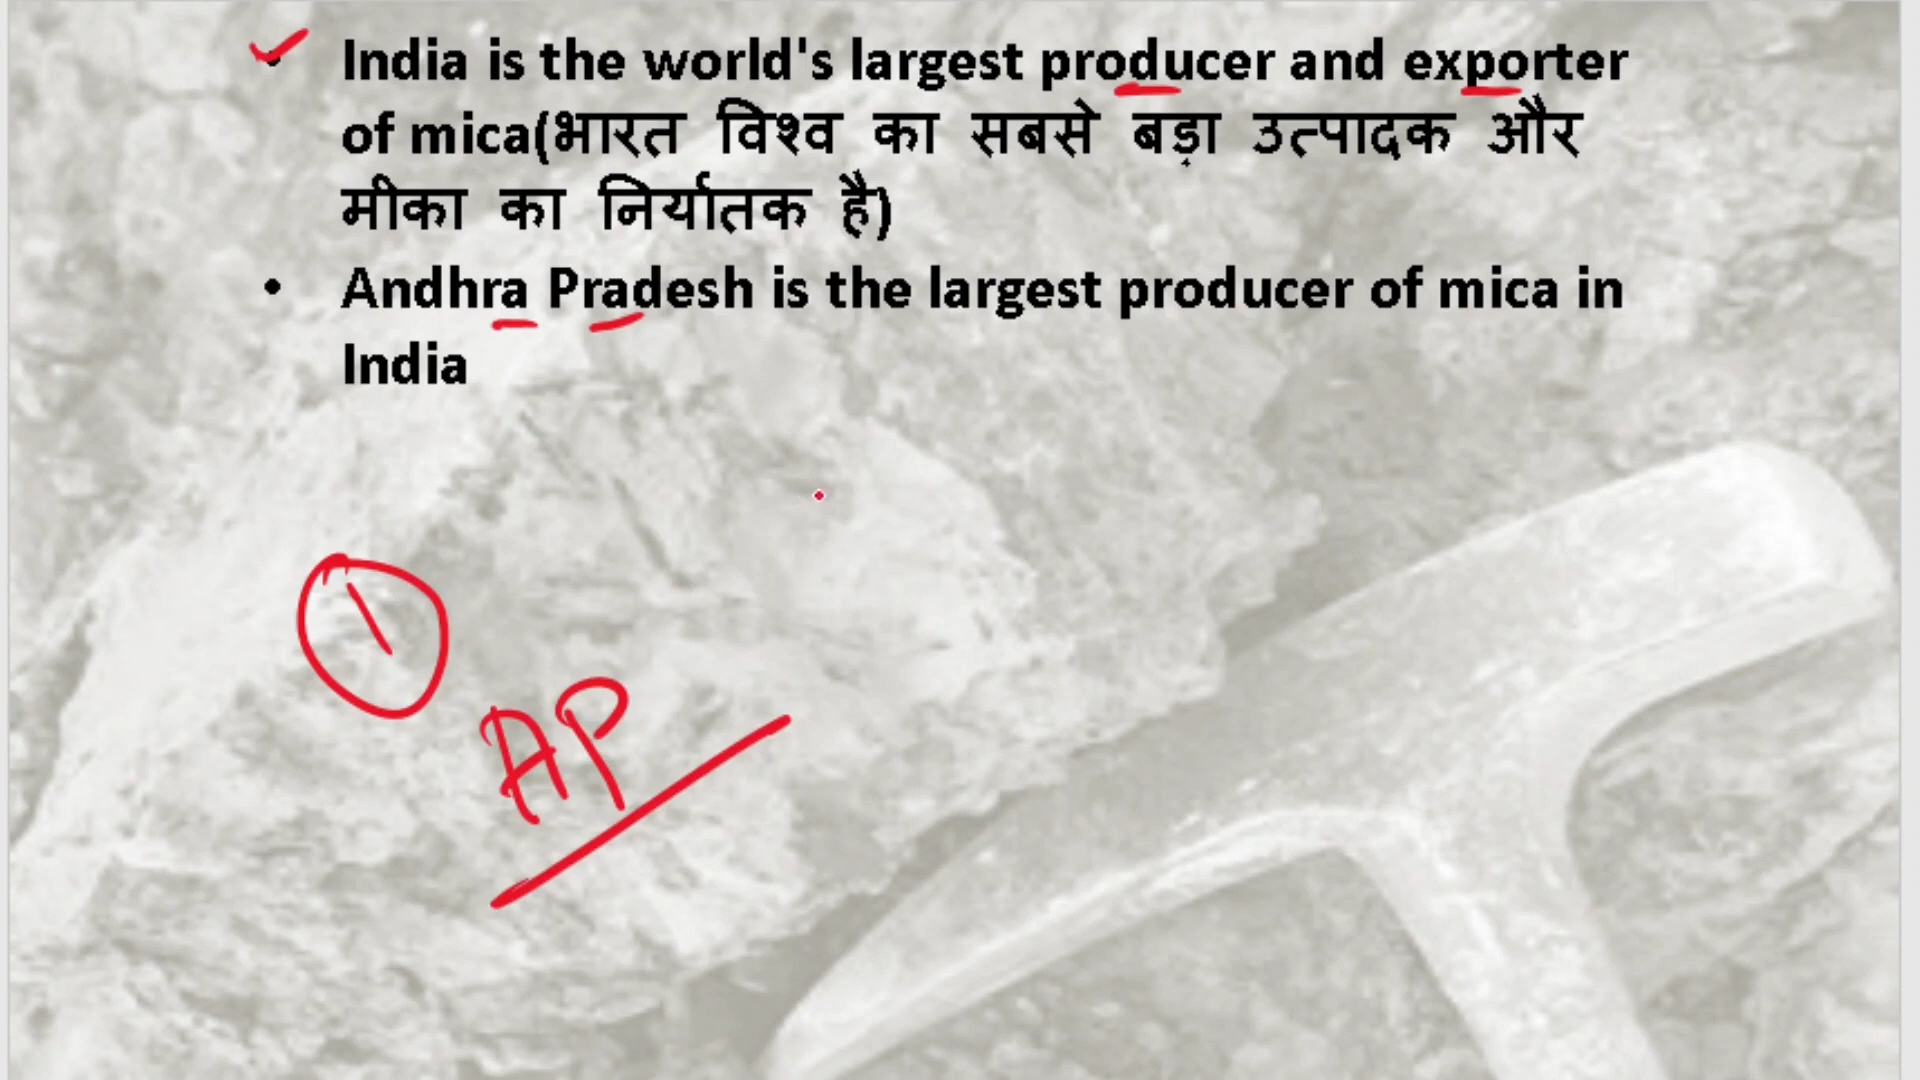 • India is the world's largest producer and exporter
of mica(भारत विश्व का सबसे बड़ा उत्पादक और
मीका का निर्यातक है)
• Andhra Pradesh is the largest producer of mica in
India
1
AP